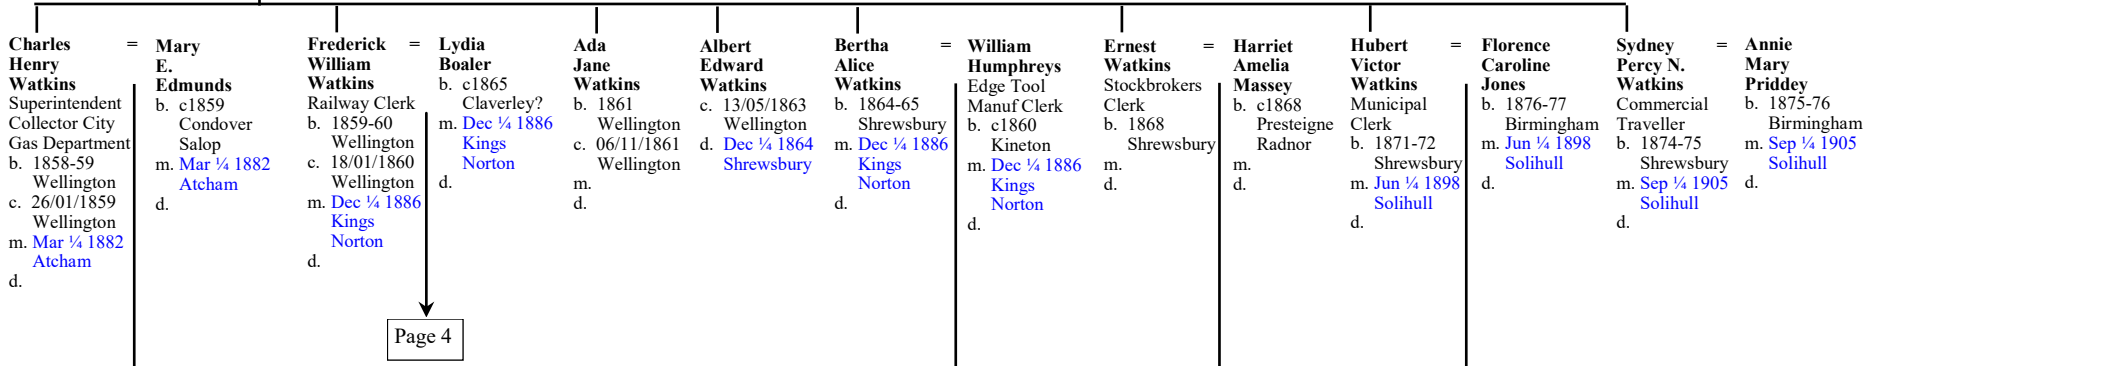 Charles =
Henry
Watkins
Superintendent
Collector City
Gas Department
b. 1858-59
Wellington
c. 26/01/1859
Wellington
m. Mar ¼ 1882
Atcham
d.
Mary
E.
Edmunds
b. c1859
Condover
Salop
m. Mar ¼ 1882
Atcham
d.
Frederick =
William
Watkins
Railway Clerk
b. 1859-60
Wellington
c. 18/01/1860
Wellington
m. Dec ¼ 1886
Kings
Norton
d.
Lydia
Boaler
b. c1865
Claverley?
m. Dec ¼ 1886
Kings
Norton
d.
Page 4
Ada
Jane
Watkins
b. 1861
Wellington
c. 06/11/1861
Wellington
m.
d.
Albert
Edward
Watkins
c. 13/05/1863
Wellington
d. Dec ¼ 1864
Shrewsbury
Bertha =
Alice
Watkins
b. 1864-65
Shrewsbury
m. Dec ¼ 1886
Kings
Norton
d.
William
Humphreys
Edge Tool
Manuf Clerk
b. c1860
Kineton
m. Dec ¼ 1886
Kings
Norton
d.
Ernest =
Watkins
Stockbrokers
Clerk
b. 1868
Shrewsbury
m.
d.
Harriet
Amelia
Massey
b. c1868
Presteigne
Radnor
m.
d.
Hubert =
Victor
Watkins
Municipal
Clerk
b. 1871-72
Shrewsbury
m. Jun ¼ 1898
Solihull
d.
Florence
Caroline
Jones
b. 1876-77
Birmingham
m. Jun ¼ 1898
Solihull
d.
Sydney =
Percy N.
Watkins
Commercial
Traveller
b. 1874-75
Shrewsbury
m. Sep ¼ 1905
Solihull
d.
Annie
Mary
Priddey
b. 1875-76
Birmingham
m. Sep ¼ 1905
Solihull
d.